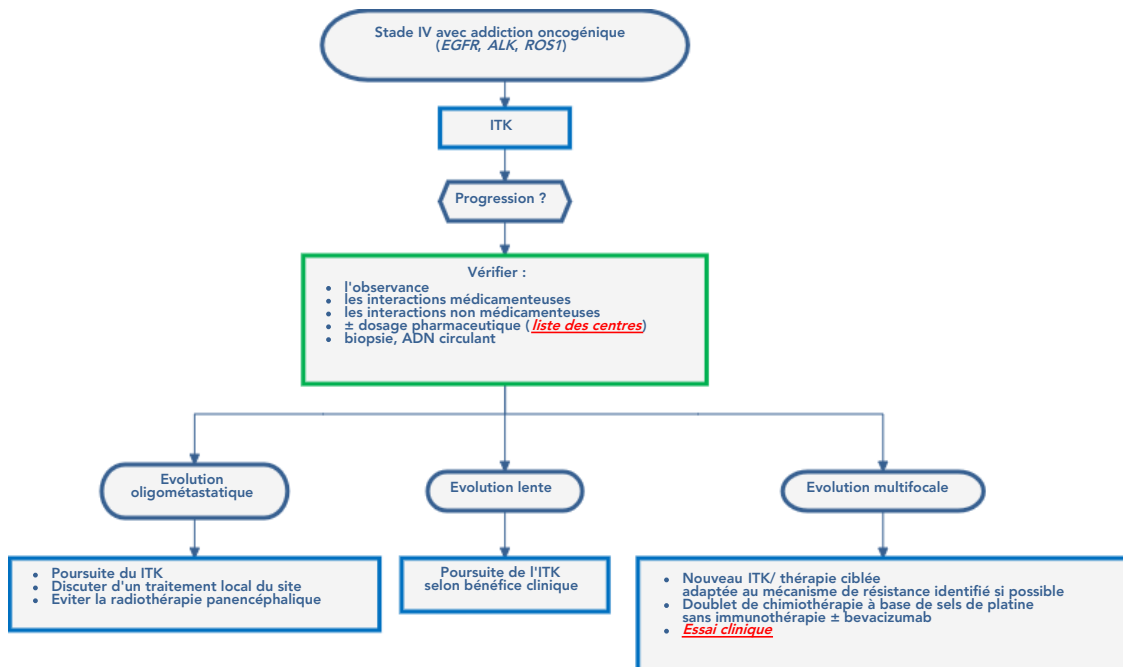 Stade IV avec addiction oncogénique
(EGFR, ALK, ROS1)
ITK
Progression ?
Vérifier :
• l'observance
• les interactions médicamenteuses
• les interactions non médicamenteuses
• ± dosage pharmaceutique (liste des centres)
• biopsie, ADN circulant
Evolution
oligométastatique
Evolution lente
Evolution multifocale
• Poursuite du ITK
• Discuter d'un traitement local du site
• Eviter la radiothérapie panencéphalique
Poursuite de l'ITK
selon bénéfice clinique
• Nouveau ITK/ thérapie ciblée
adaptée au mécanisme de résistance identifié si possible
• Doublet de chimiothérapie à base de sels de platine
sans immunothérapie ± bevacizumab
• Essai clinique